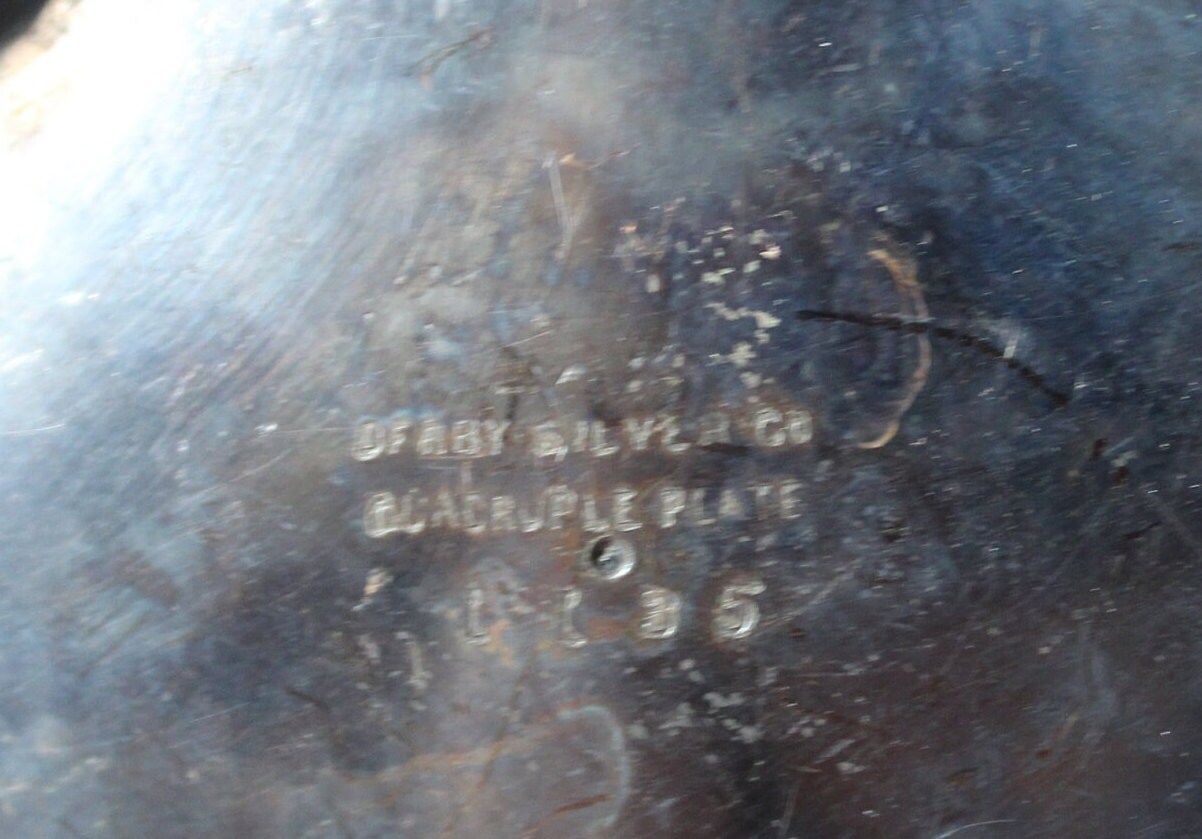 DERBY SILVER CO
QUADRUPLE PLATE